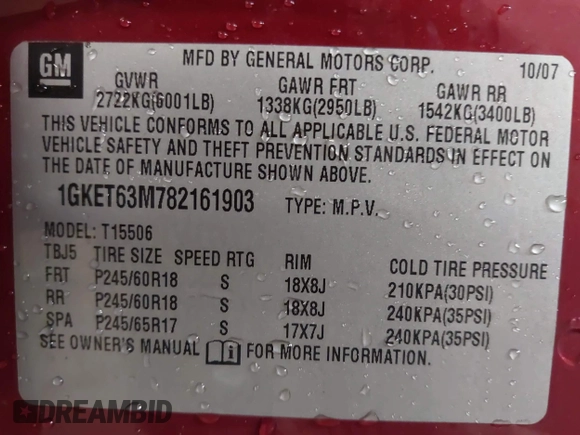 GM
MFD BY GENERAL MOTORS CORP. 10/07
GVWR GAWR FRT GAWR RR
2722KG(6001LB) 1338KG(2950LB) 1542KG(3400LB)
THIS VEHICLE CONFORMS TO ALL APPLICABLE U.S. FEDERAL MOTOR
VEHICLE SAFETY AND THEFT PREVENTION STANDARDS IN EFFECT ON
THE DATE OF MANUFACTURE SHOWN ABOVE.
1GKET63M782161903 TYPE: M.P.V.
MODEL: T15506
TBJ5 TIRE SIZE SPEED RTG RIM COLD TIRE PRESSURE
FRT P245/60R18 S 18X8J 210KPA(30PSI)
RR P245/60R18 S 18X8J 240KPA(35PSI)
SPA P245/65R17 S 17X7J 240KPA(35PSI)
SEE OWNER'S MANUAL i FOR MORE INFORMATION.
DREAMBID